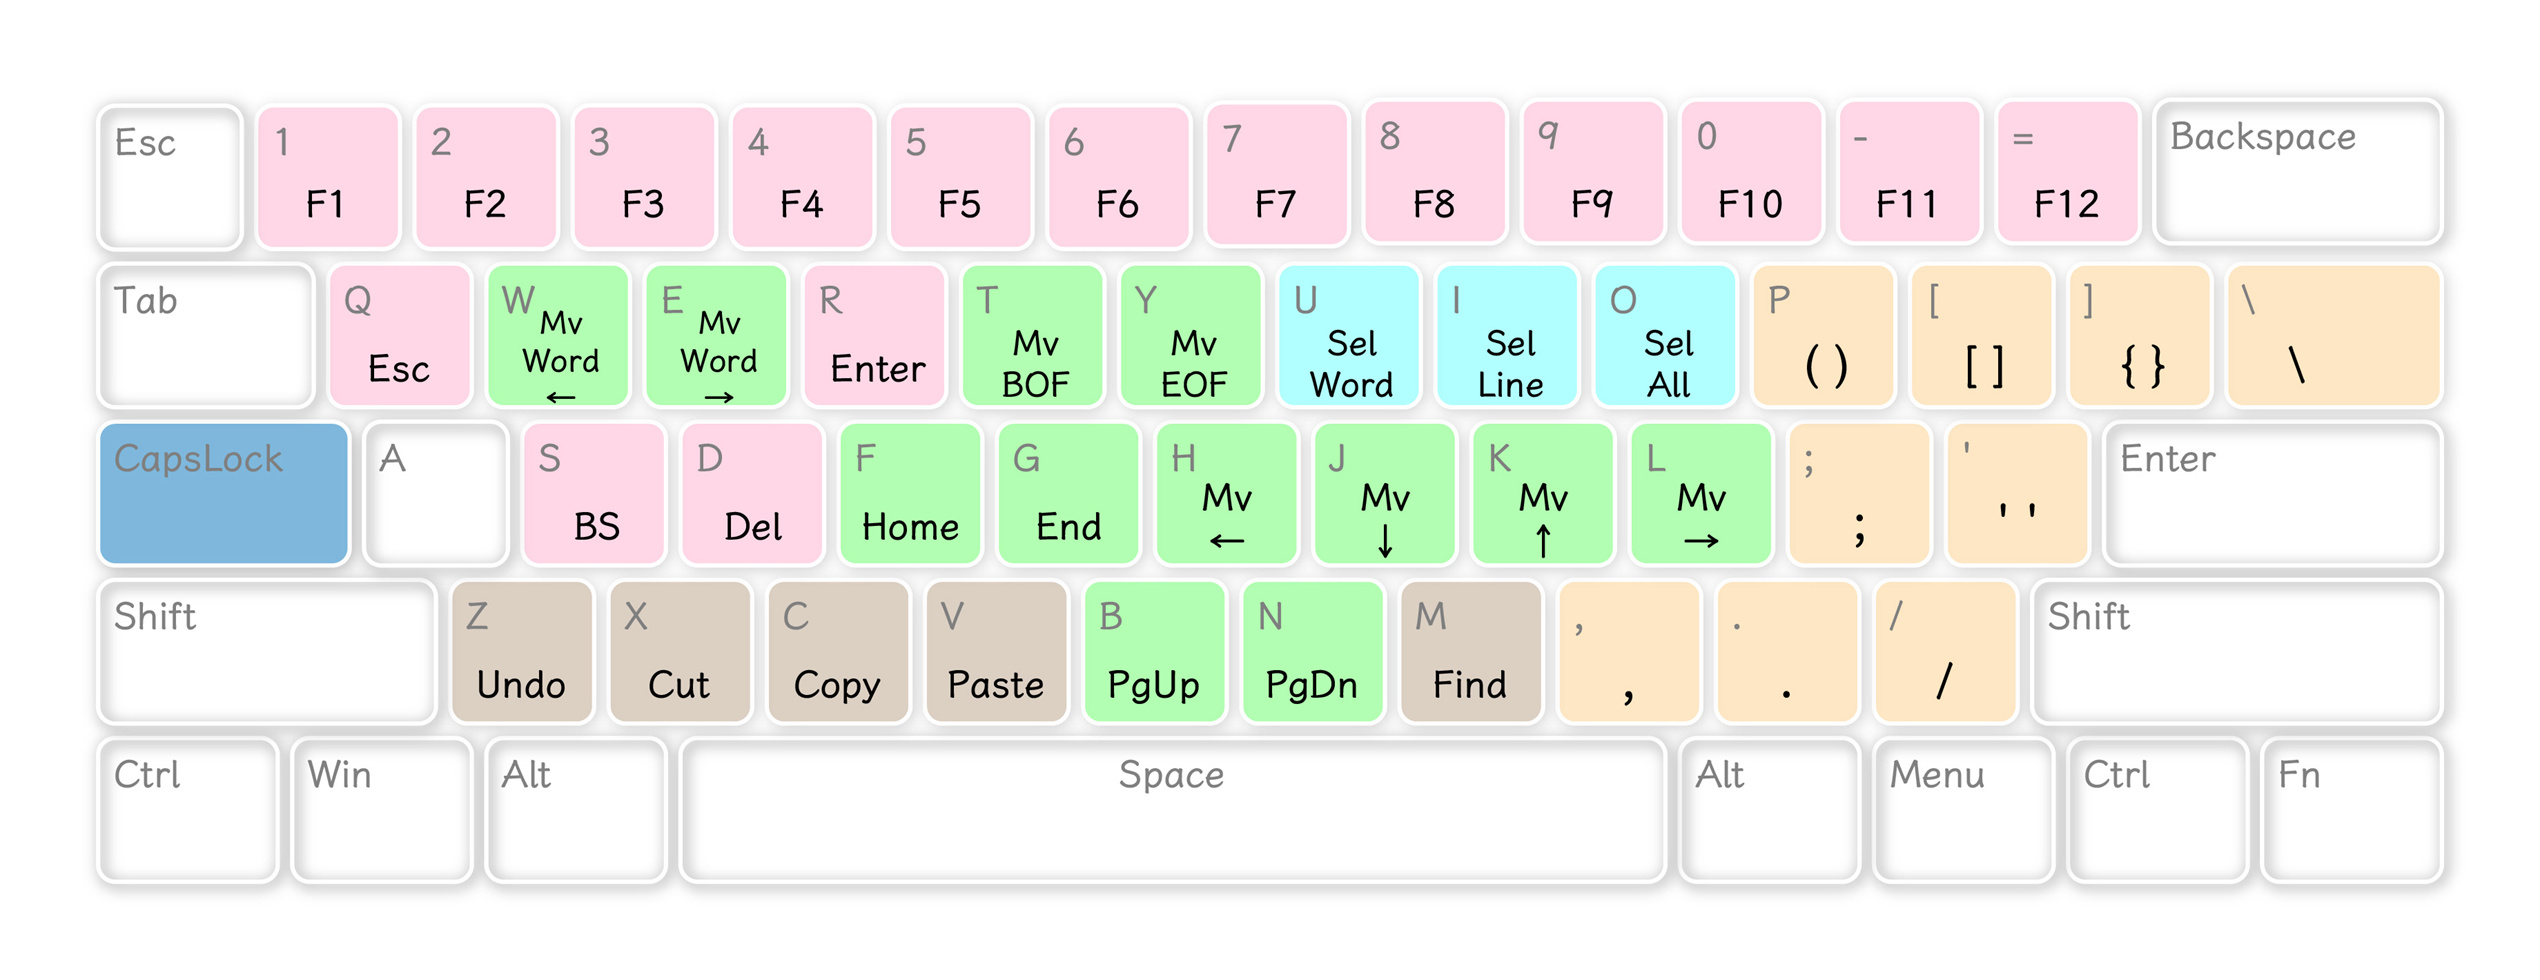 Esc 1 2 3 4 5 6 7 8 9 0 - = Backspace
F1 F2 F3 F4 F5 F6 F7 F8 F9 F10 F11 F12
Tab Q W E R T Y U I O P [ ] \
Esc Mv Word ← Mv Word → Enter Mv BOF Mv EOF Sel Word Sel Line Sel All ( ) [ ] { } \
CapsLock A S D F G H J K L ; ' Enter
BS Del Home End Mv ← Mv ↓ Mv ↑ Mv → ; ' '
Shift Z X C V B N M , . / Shift
Undo Cut Copy Paste PgUp PgDn Find , . /
Ctrl Win Alt Space Alt Menu Ctrl Fn